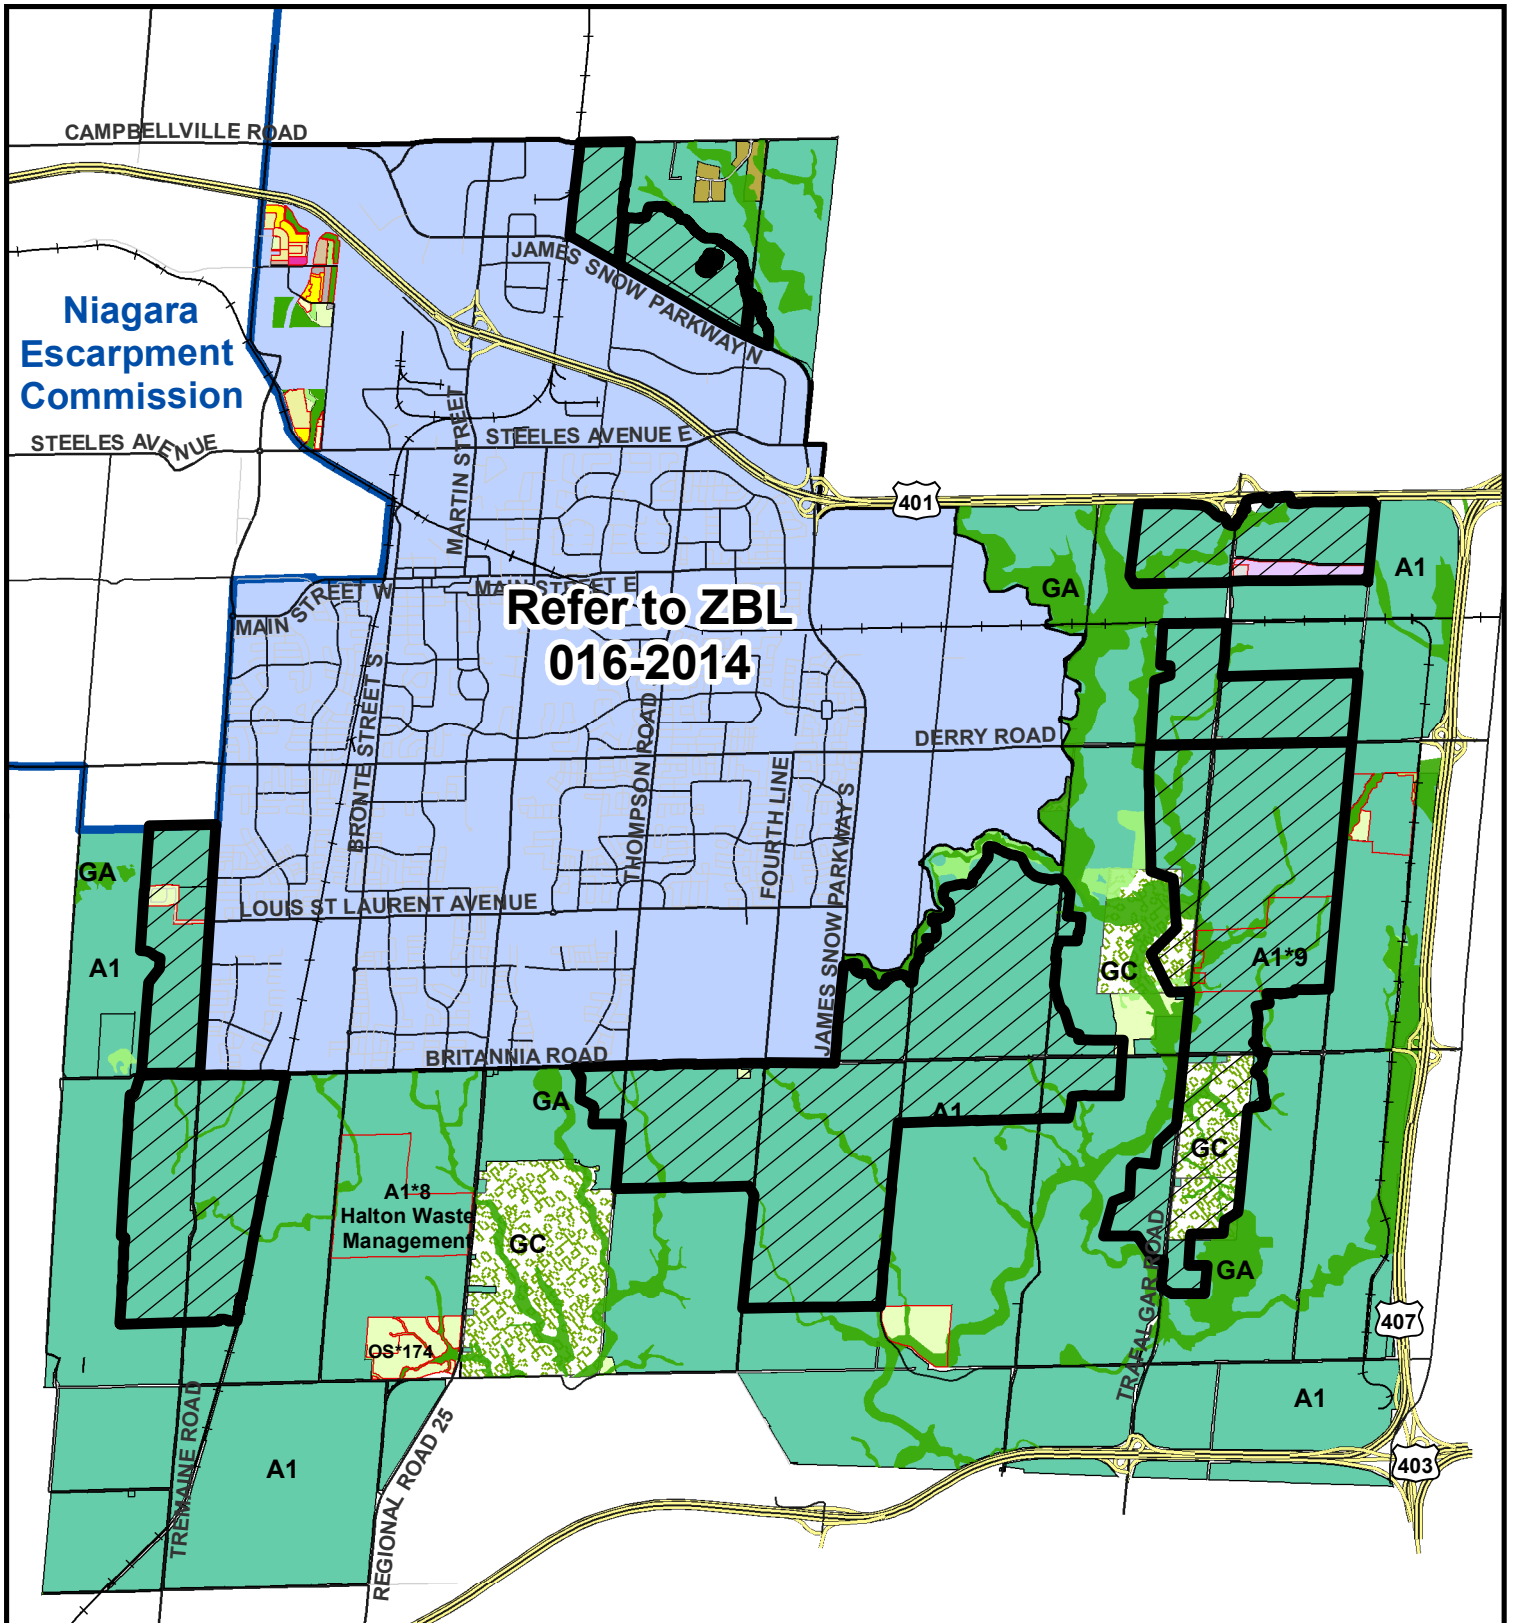 CAMPBELLVILLE ROAD
JAMES SNOW PARKWAY N
Niagara
Escarpment
Commission
STEELES AVENUE
STEELES AVENUE E
MARTIN STREET
401
A1
GA
MAIN STREET W
MAIN STREET E
Refer to ZBL
016-2014
BRONTE STREET S
THOMPSON ROAD
FOURTH LINE
JAMES SNOW PARKWAY S
DERRY ROAD
GA
LOUIS ST LAURENT AVENUE
A1
GC
A1*9
BRITANNIA ROAD
GA
A1
GC
A1*8
Halton Waste
Management
GC
GA
TRAFALGAR ROAD
407
OS*174
A1
TREMAINE ROAD
REGIONAL ROAD 25
A1
403